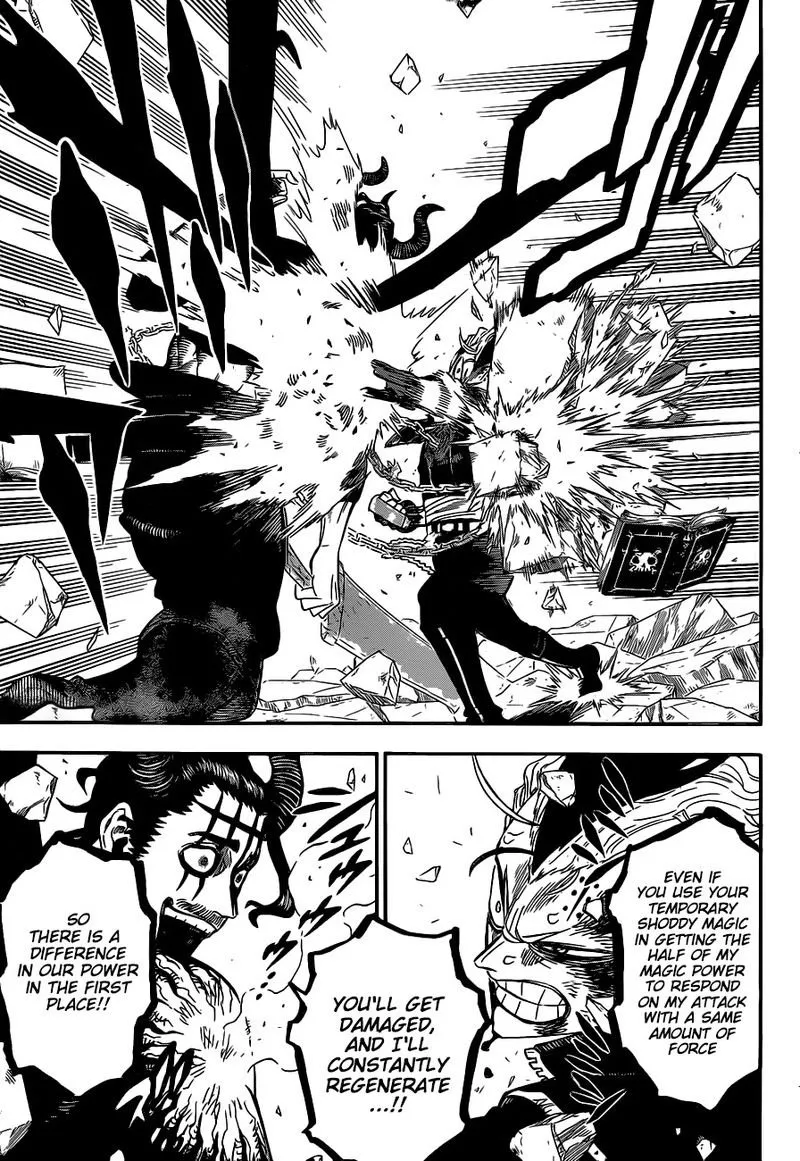 EVEN IF
YOU USE YOUR
TEMPORARY
SHODDY MAGIC
IN GETTING THE
HALF OF MY
MAGIC POWER
TO RESPOND
ON MY ATTACK
WITH A SAME
AMOUNT OF
FORCE
YOU'LL GET
DAMAGED,
AND I'LL
CONSTANTLY
REGENERATE
...!!
SO
THERE IS A
DIFFERENCE
IN OUR POWER
IN THE FIRST
PLACE!!